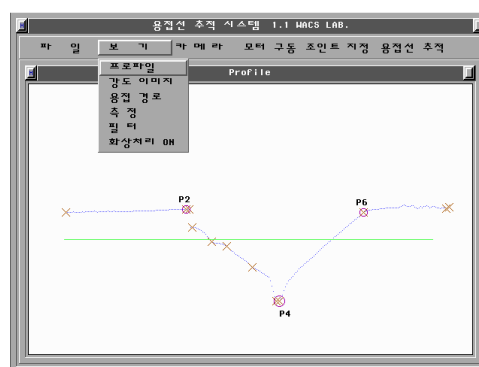 용접선 추적 시스템 1.1 WACS LAB.
파 일 보 기 카 메 라 모터 구동 조인트 지정 용접선 추적
Profile
프로파일
강도 이미지
용접 경로
측 정
필 터
화상처리 ON
P2
P6
P4